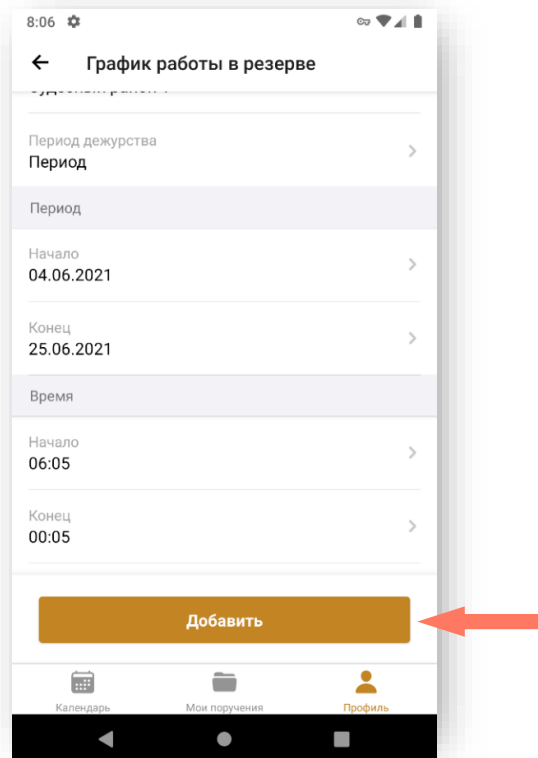 8:06
График работы в резерве
Период дежурства
Период
Период
Начало
04.06.2021
Конец
25.06.2021
Время
Начало
06:05
Конец
00:05
Добавить
Календарь
Мои поручения
Профиль